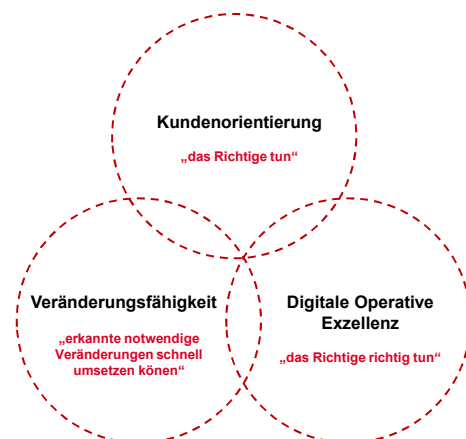 Kundenorientierung
„das Richtige tun“
Veränderungsfähigkeit
„erkannte notwendige
Veränderungen schnell
umsetzen könen“
Digitale Operative
Exzellenz
„das Richtige richtig tun“